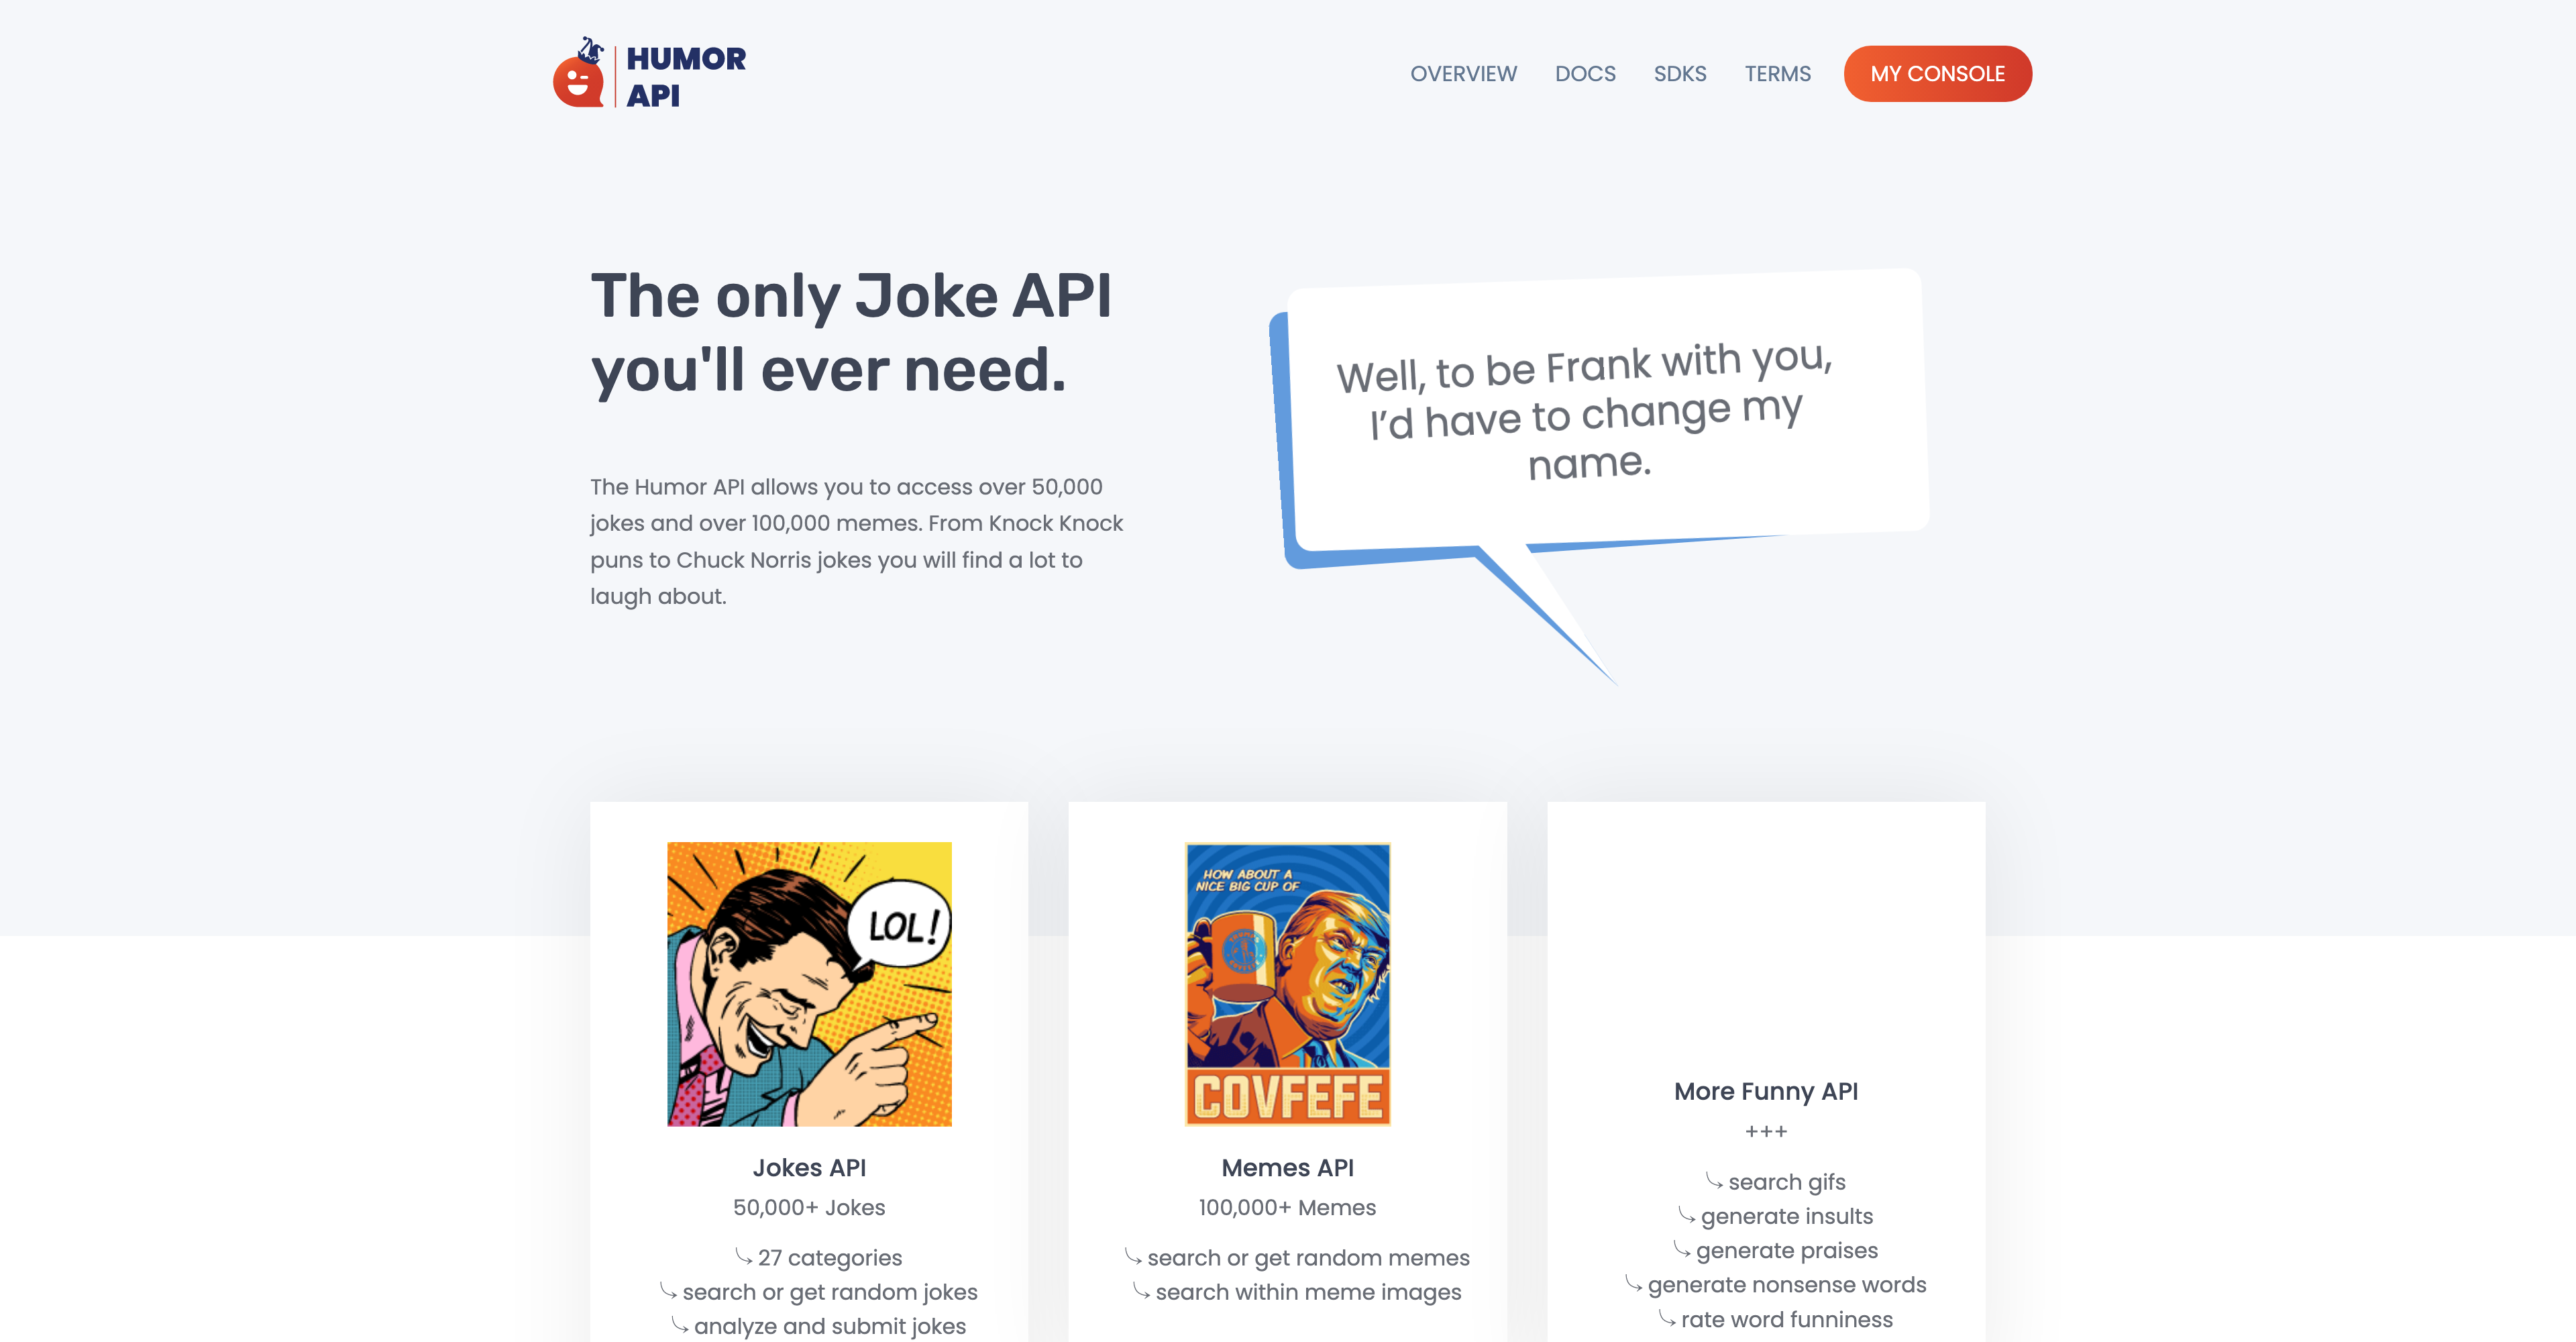 HUMOR
API
OVERVIEW
DOCS
SDKS
TERMS
MY CONSOLE
The only Joke API
you'll ever need.
The Humor API allows you to access over 50,000
jokes and over 100,000 memes. From Knock Knock
puns to Chuck Norris jokes you will find a lot to
laugh about.
Well, to be Frank with you,
I’d have to change my
name.
LOL!
Jokes API
50,000+ Jokes
27 categories
search or get random jokes
analyze and submit jokes
HOW ABOUT A
NICE BIG CUP OF
COVFEFE
Memes API
100,000+ Memes
search or get random memes
search within meme images
More Funny API
+++
search gifs
generate insults
generate praises
generate nonsense words
rate word funniness